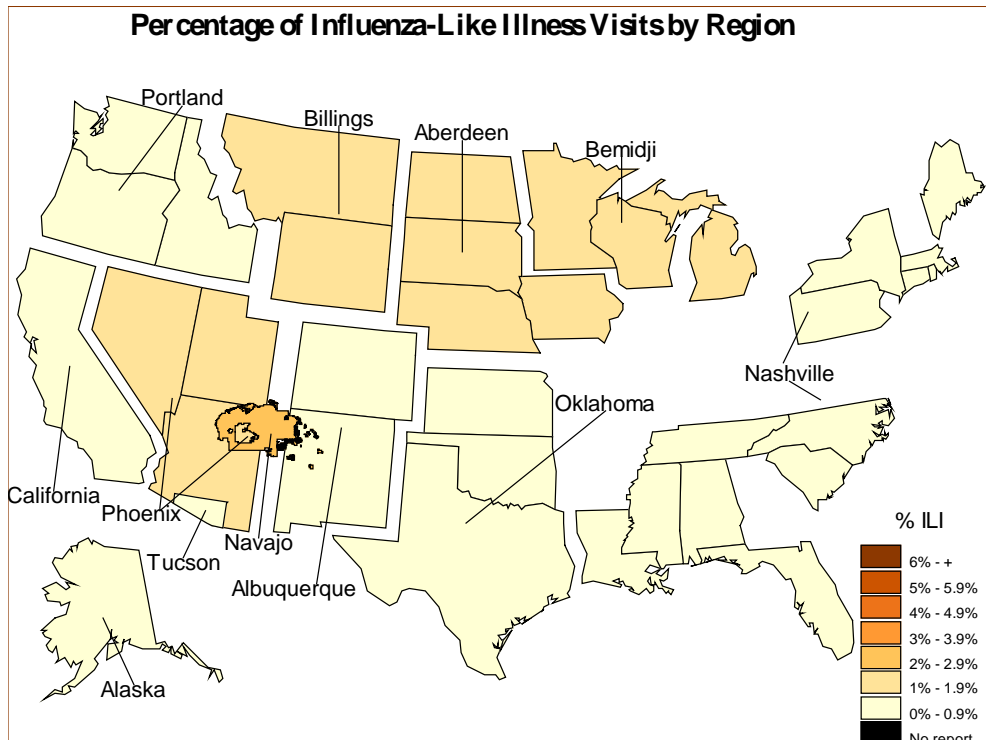 Percentage of Influenza-Like Illness Visits by Region
Portland
Billings
Aberdeen
Bemidji
Nashville
Oklahoma
California
Phoenix
Tucson
Navajo
Albuquerque
Alaska
% ILI
6% - +
5% - 5.9%
4% - 4.9%
3% - 3.9%
2% - 2.9%
1% - 1.9%
0% - 0.9%
No report